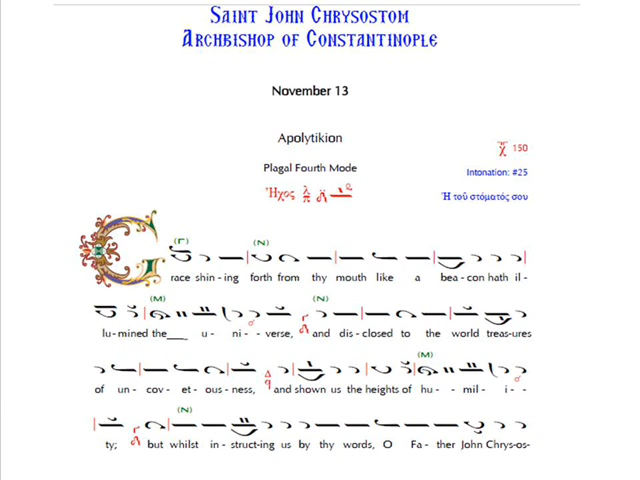 Saint John Chrysostom
Archbishop of Constantinople
November 13
Apolytikion
150
Plagal Fourth Mode
Intonation: #25
Ἦχος
Ἡ τοῦ στόματός σου
(Γ) (N)
Grace shin - ing forth from thy mouth like a bea - con hath il -
(M) (N)
lu - mined the___ u - ni - verse, and dis - closed to the world treas-ures
(M)
of un - cov - et - ous - ness, and shown us the heights of hu - mil - i -
(N)
ty; but whilst in - struct-ing us by thy words, O Fa - ther John Chrys-os-